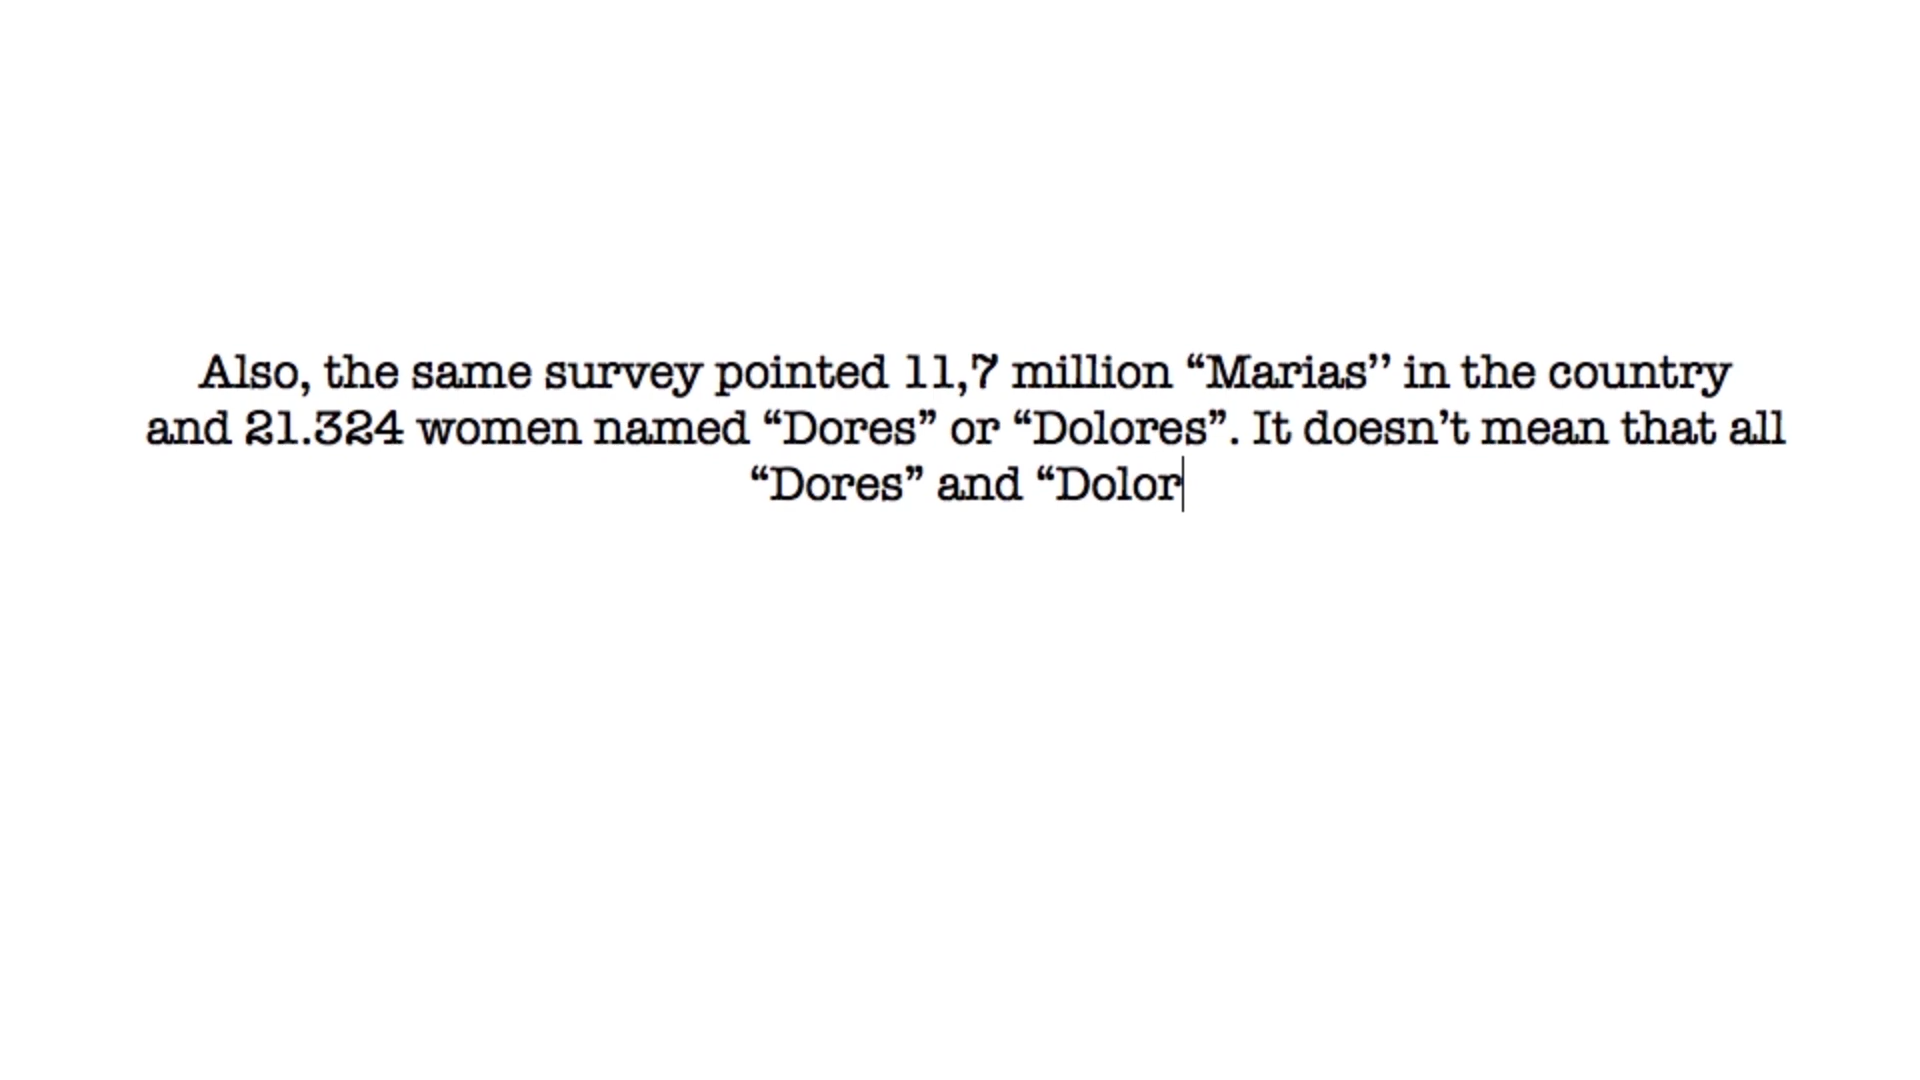 Also, the same survey pointed 11,7 million “Marias’’ in the country
and 21.324 women named “Dores” or “Dolores”. It doesn’t mean that all
“Dores” and “Dolor